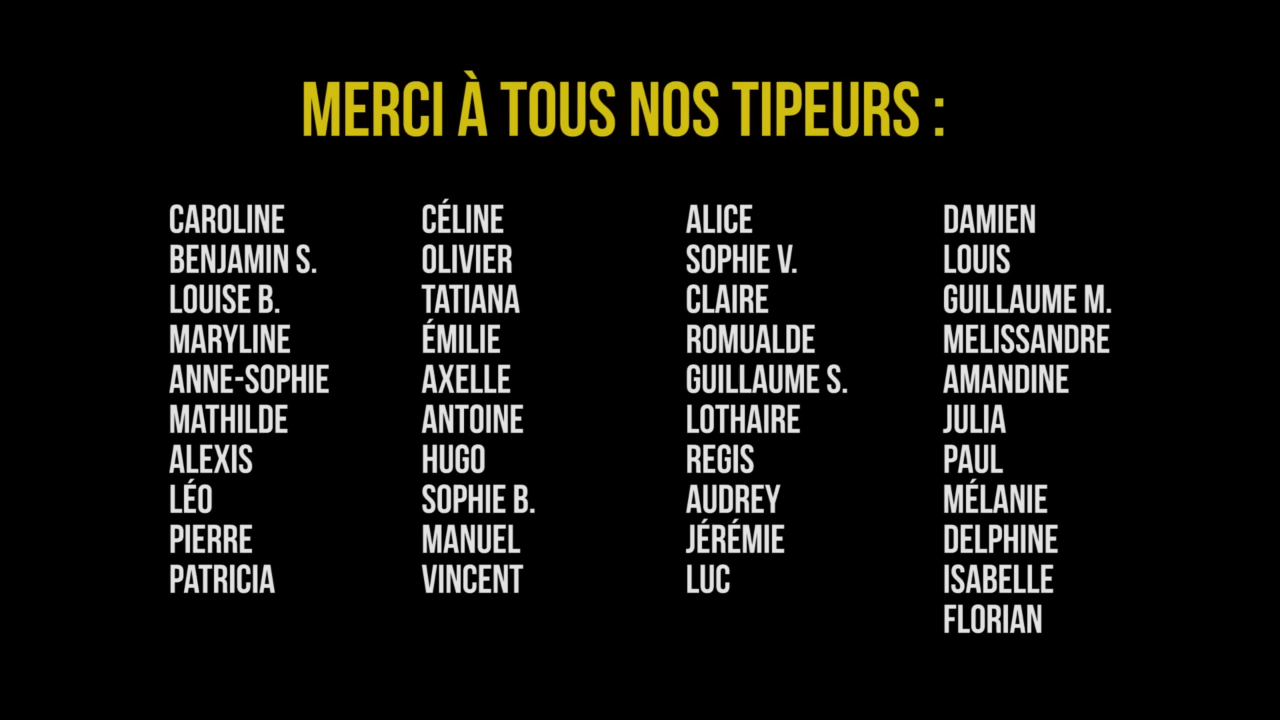 MERCI À TOUS NOS TIPEURS :
CAROLINE
BENJAMIN S.
LOUISE B.
MARYLINE
ANNE-SOPHIE
MATHILDE
ALEXIS
LÉO
PIERRE
PATRICIA
CÉLINE
OLIVIER
TATIANA
ÉMILIE
AXELLE
ANTOINE
HUGO
SOPHIE B.
MANUEL
VINCENT
ALICE
SOPHIE V.
CLAIRE
ROMUALDE
GUILLAUME S.
LOTHAIRE
REGIS
AUDREY
JÉRÉMIE
LUC
DAMIEN
LOUIS
GUILLAUME M.
MELISSANDRE
AMANDINE
JULIA
PAUL
MÉLANIE
DELPHINE
ISABELLE
FLORIAN